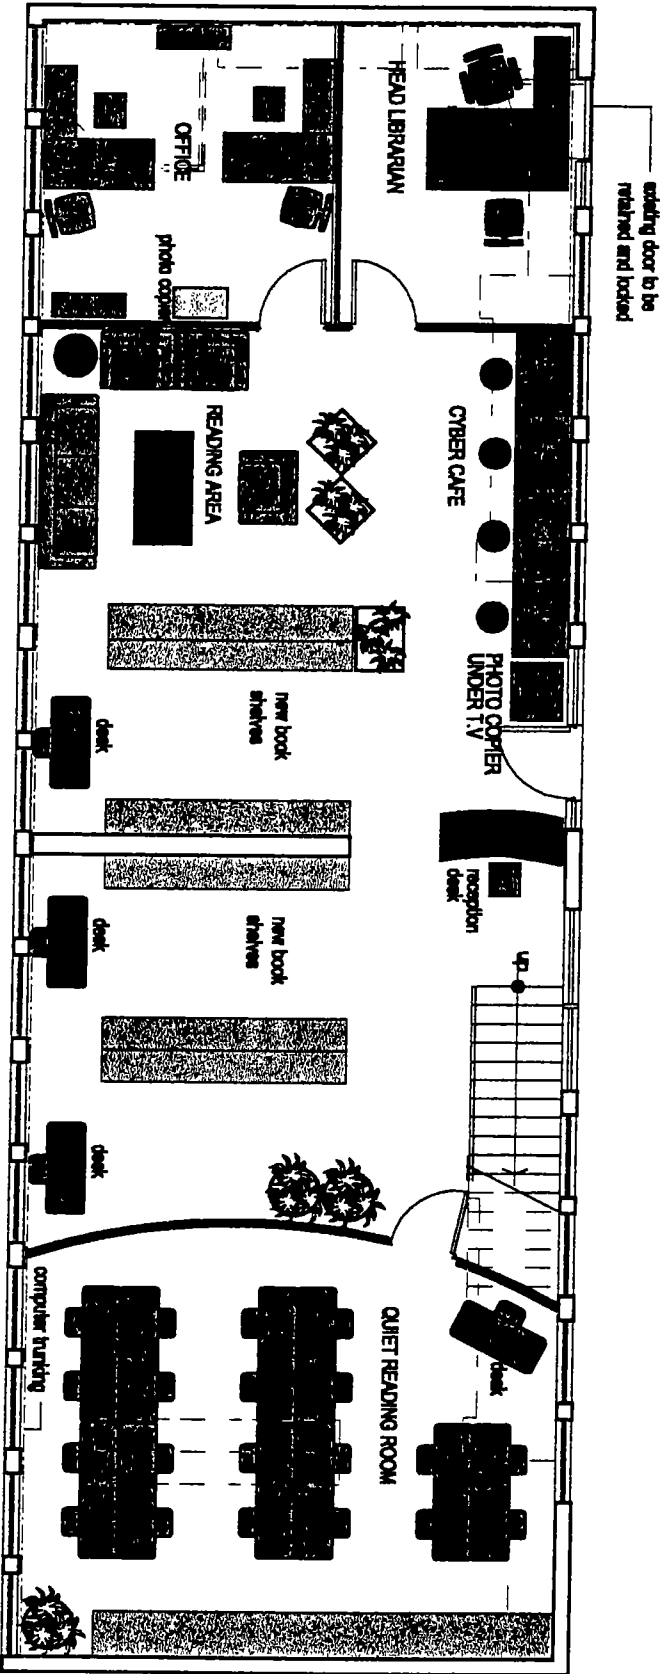 existing door to be
retained and locked
HEAD LIBRARIAN
OFFICE
photo copier
CYBER CAFE
READING AREA
PHOTO COPIER
UNDER T.V
new book
shelves
desk
reception
desk
new book
shelves
desk
up
desk
QUIET READING ROOM
desk
computer trunking